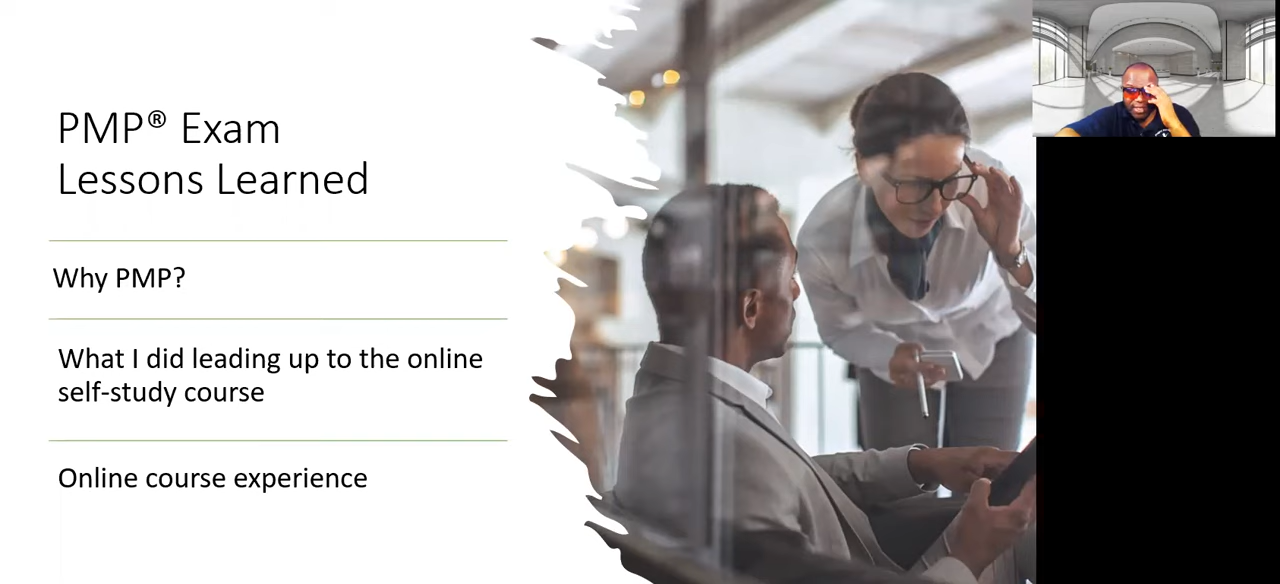 PMP® Exam
Lessons Learned
Why PMP?
What I did leading up to the online
self-study course
Online course experience